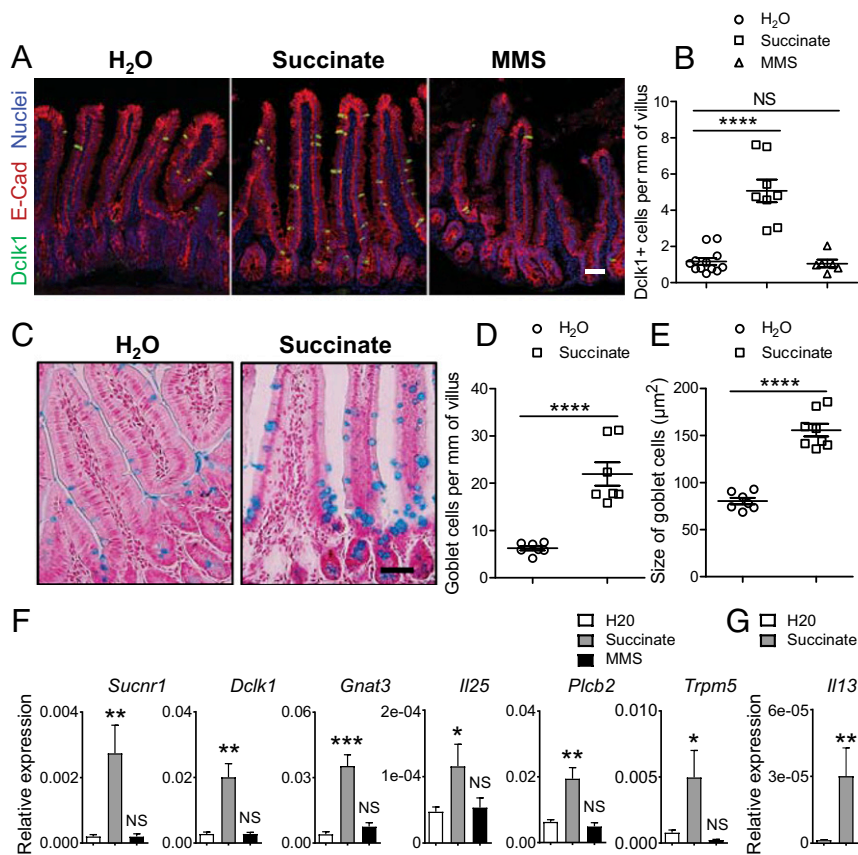 A
H2O
Succinate
MMS
Dclk1 E-Cad Nuclei
B
H2O
Succinate
MMS
Dclk1+ cells per mm of villus
10
8
6
4
2
0
NS
****
C
H2O
Succinate
D
H2O
Succinate
Goblet cells per mm of villus
40
30
20
10
0
****
E
H2O
Succinate
Size of goblet cells (µm2)
200
150
100
50
0
****
F
H20
Succinate
MMS
G
H20
Succinate
Relative expression
Sucnr1
0.004
0.002
0.000
**
NS
Dclk1
0.04
0.02
0.00
**
NS
Gnat3
0.06
0.03
0.00
***
NS
Il25
2e-04
1e-04
0
*
NS
Plcb2
0.04
0.02
0.00
**
NS
Trpm5
0.010
0.005
0.000
*
NS
Relative expression
Il13
6e-05
3e-05
0
**